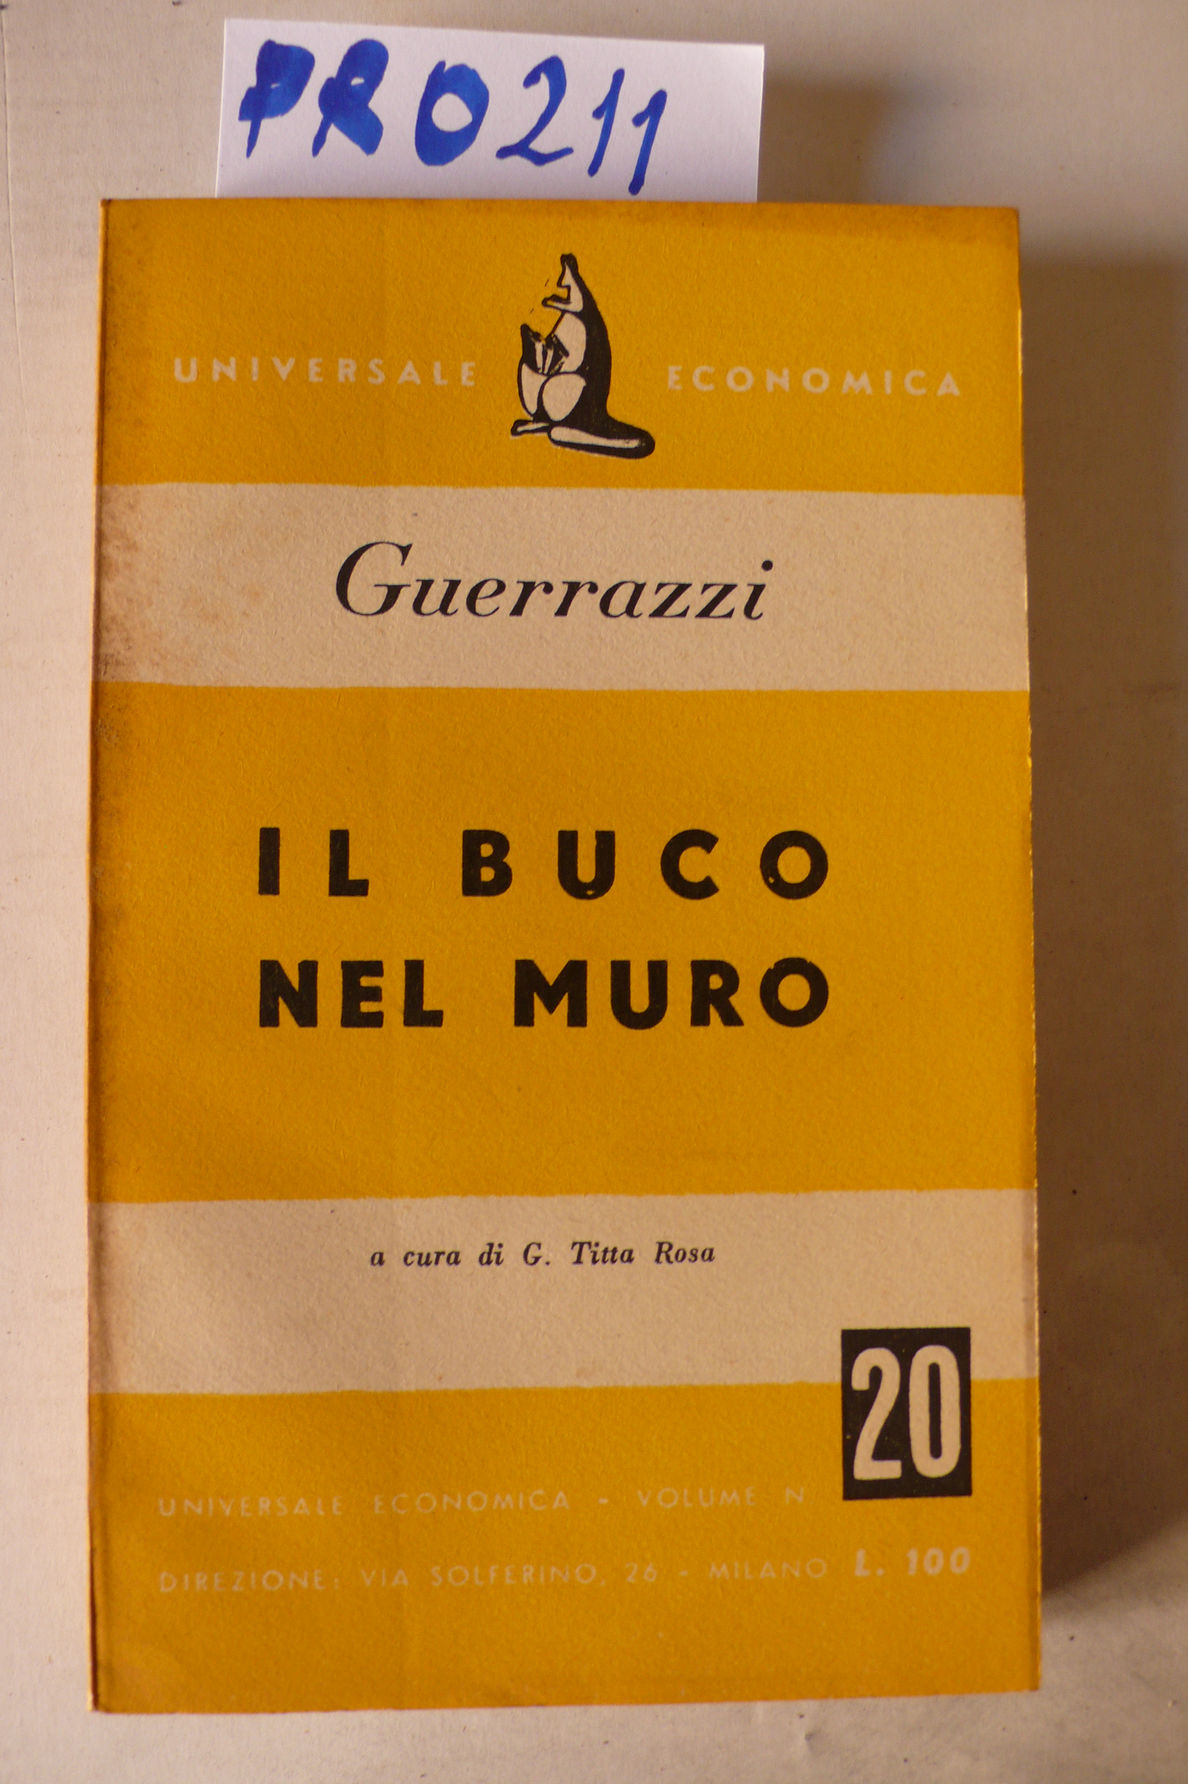 PR0211
UNIVERSALE ECONOMICA
Guerrazzi
IL BUCO
NEL MURO
a cura di G. Titta Rosa
20
UNIVERSALE ECONOMICA - VOLUME N
DIREZIONE: VIA SOLFERINO, 26 - MILANO L. 100